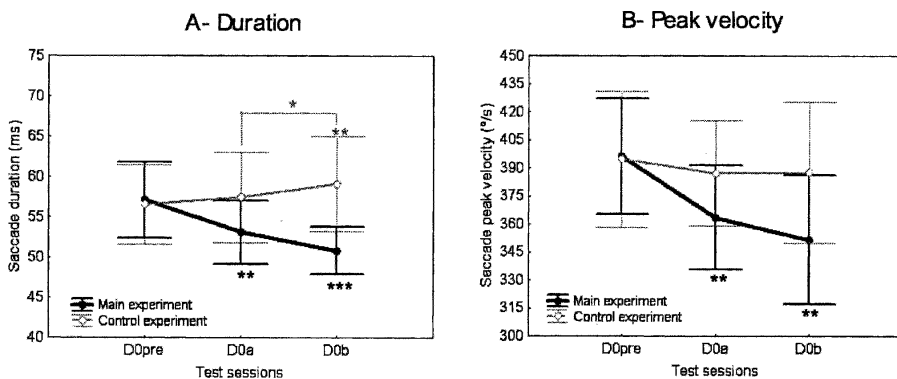 A- Duration
75
70
65
60
55
50
45
40
Saccade duration (ms)
*
**
**
***
Main experiment
Control experiment
D0pre D0a D0b
Test sessions
B- Peak velocity
450
435
420
405
390
375
360
345
330
315
300
Saccade peak velocity (º/s)
**
**
Main experiment
Control experiment
D0pre D0a D0b
Test sessions